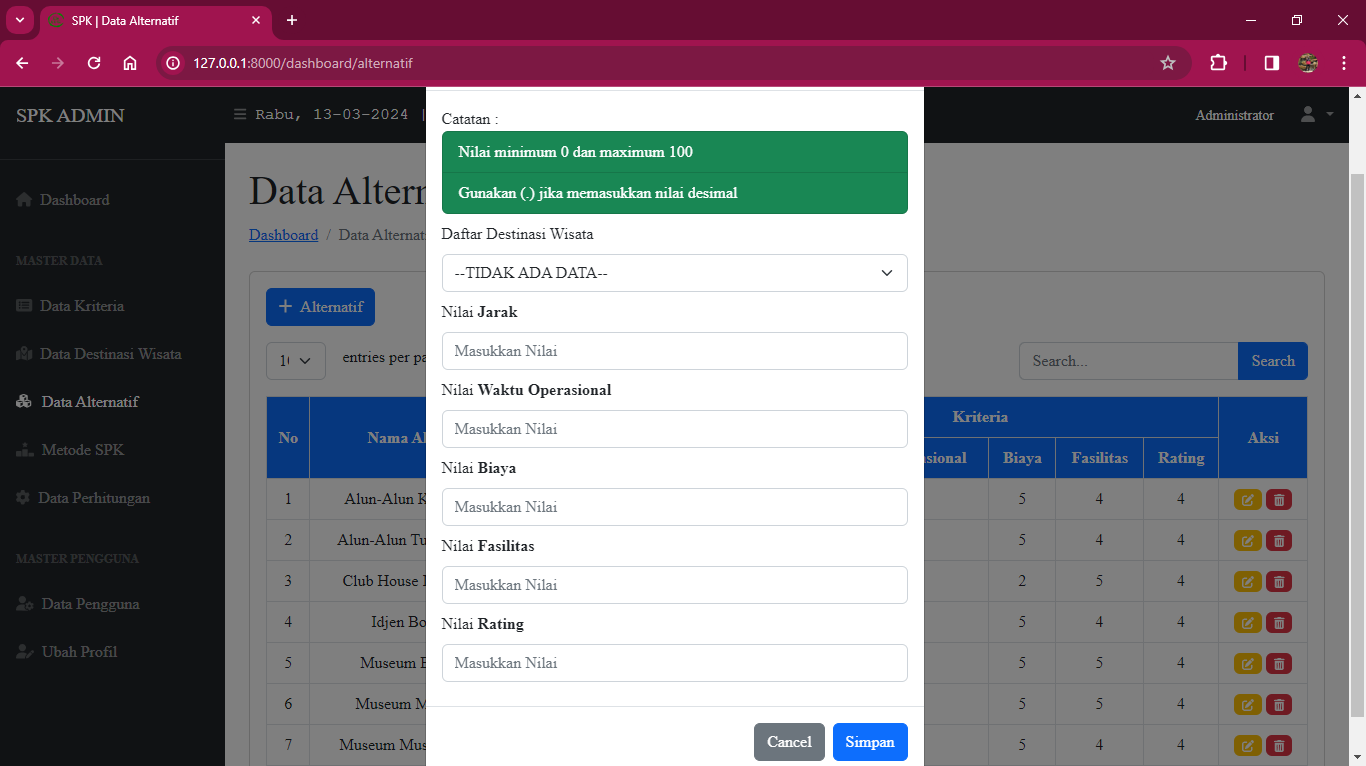 SPK | Data Alternatif
127.0.0.1:8000/dashboard/alternatif
SPK ADMIN
Rabu, 13-03-2024 |
Administrator
Dashboard
MASTER DATA
Data Kriteria
Data Destinasi Wisata
Data Alternatif
Metode SPK
Data Perhitungan
MASTER PENGGUNA
Data Pengguna
Ubah Profil
Data Altern
Dashboard / Data Alternat
+ Alternatif
entries per pa
Search...
Search
No
Nama Al
Kriteria
Aksi
sional Biaya Fasilitas Rating
1 Alun-Alun K 5 4 4
2 Alun-Alun Tu 5 4 4
3 Club House 2 5 4
4 Idjen Bo 5 4 4
5 Museum 5 5 4
6 Museum M 5 5 4
7 Museum Mus 5 4 4
Catatan :
Nilai minimum 0 dan maximum 100
Gunakan (.) jika memasukkan nilai desimal
Daftar Destinasi Wisata
--TIDAK ADA DATA--
Nilai Jarak
Masukkan Nilai
Nilai Waktu Operasional
Masukkan Nilai
Nilai Biaya
Masukkan Nilai
Nilai Fasilitas
Masukkan Nilai
Nilai Rating
Masukkan Nilai
Cancel
Simpan